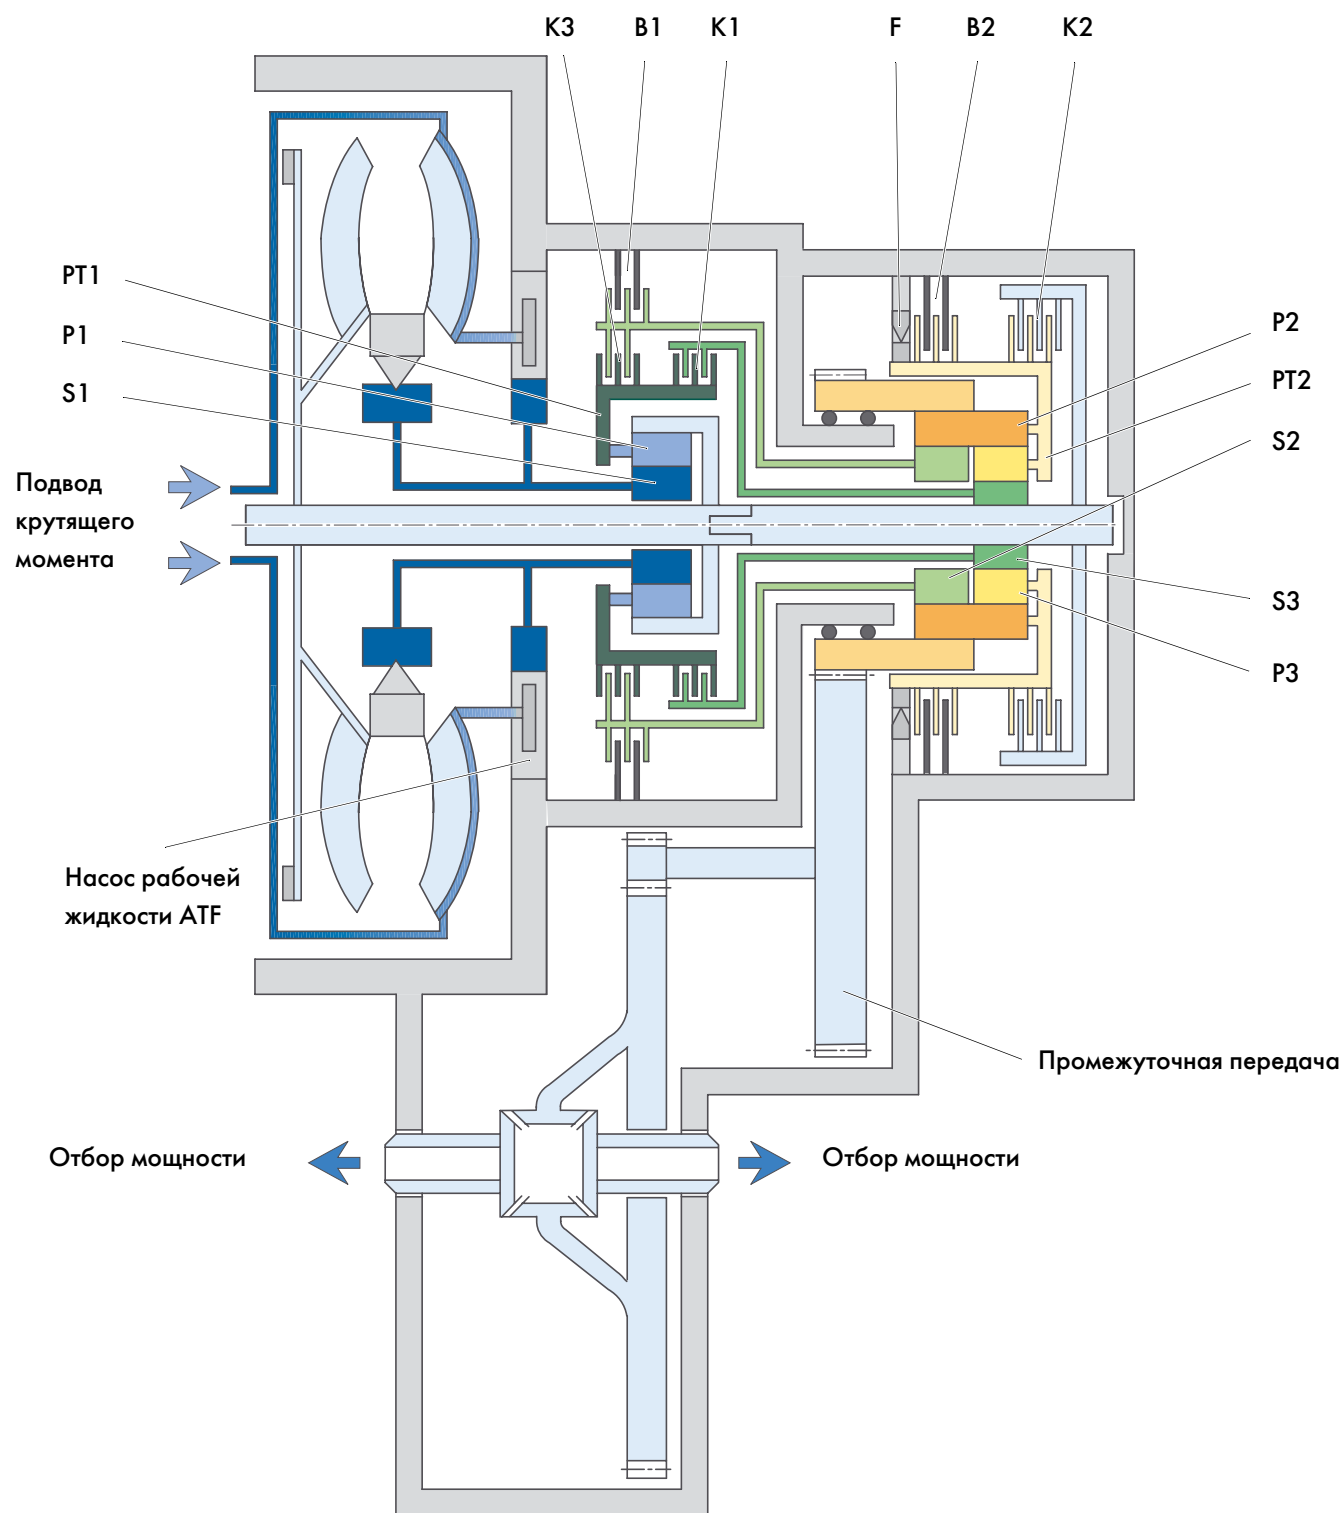 K3
B1
K1
F
B2
K2
PT1
P1
S1
Подвод
крутящего
момента
P2
PT2
S2
S3
P3
Насос рабочей
жидкости ATF
Промежуточная передача
Отбор мощности
Отбор мощности